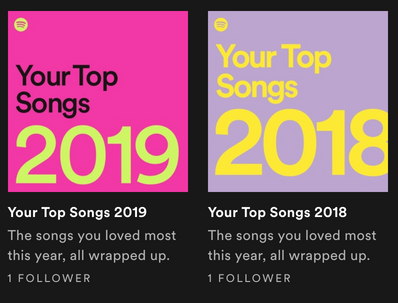 Your Top
Songs
2019
Your Top Songs 2019
The songs you loved most
this year, all wrapped up.
1 FOLLOWER
Your Top
Songs
2018
Your Top Songs 2018
The songs you loved most
this year, all wrapped up.
1 FOLLOWER